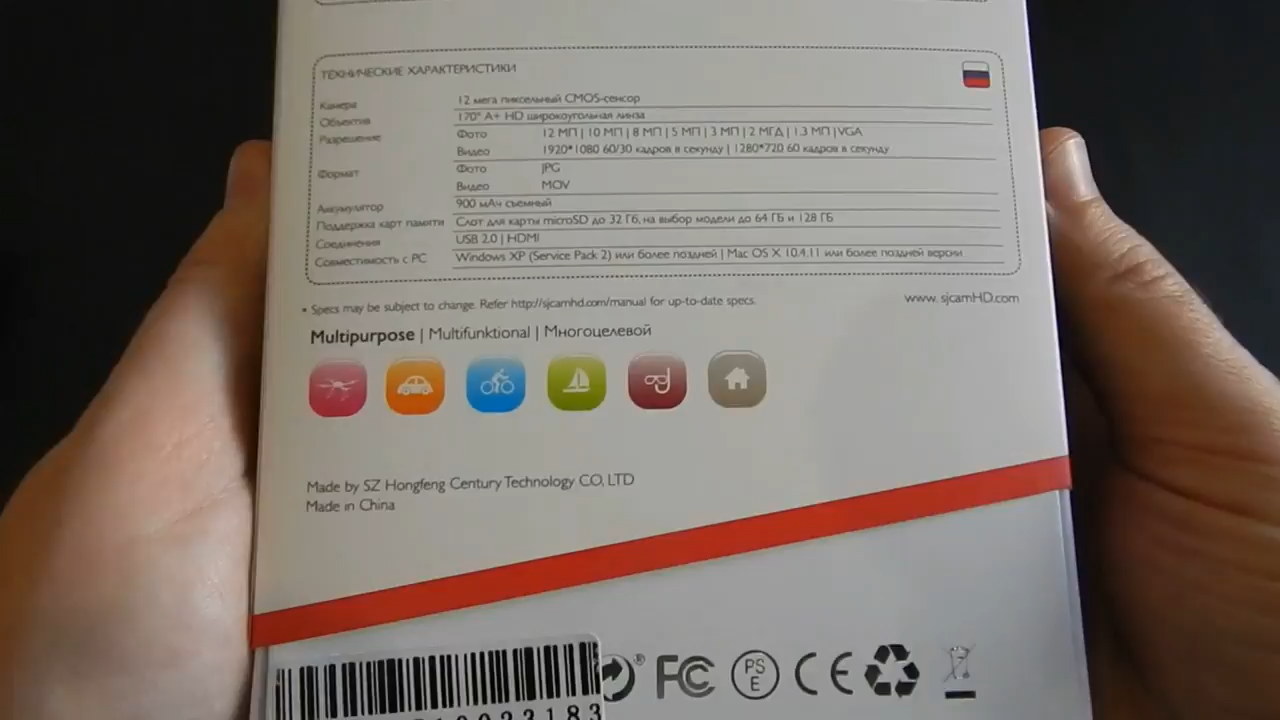 ТЕХНИЧЕСКИЕ ХАРАКТЕРИСТИКИ
Камера 12 мега пиксельный CMOS-сенсор
Объектив 170° A+ HD широкоугольная линза
Разрешение Фото 12 МП | 10 МП | 8 МП | 5 МП | 3 МП | 2 МГД | 1.3 МП | VGA
Видео 1920*1080 60/30 кадров в секунду | 1280*720 60 кадров в секунду
Формат Фото JPG
Видео MOV
Аккумулятор 900 мАч съемный
Поддержка карт памяти Слот для карты microSD до 32 Гб, на выбор модели до 64 ГБ и 128 ГБ
Соединения USB 2.0 | HDMI
Совместимость с PC Windows XP (Service Pack 2) или более поздней | Mac OS X 10.4.11 или более поздней версии
• Specs may be subject to change. Refer http://sjcamhd.com/manual for up-to-date specs.
www. sjcamHD.com
Multipurpose | Multifunktional | Многоцелевой
Made by SZ Hongfeng Century Technology CO, LTD
Made in China
® FC PS E CE